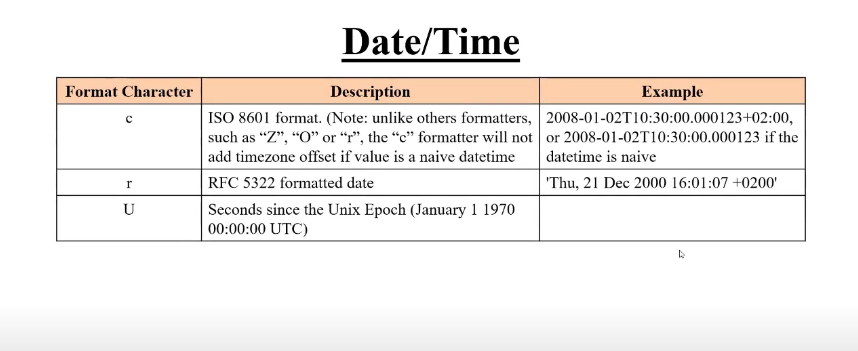 Date/Time
Format Character Description Example
c
ISO 8601 format. (Note: unlike others formatters,
such as “Z”, “O” or “r”, the “c” formatter will not
add timezone offset if value is a naive datetime
2008-01-02T10:30:00.000123+02:00,
or 2008-01-02T10:30:00.000123 if the
datetime is naive
r
RFC 5322 formatted date
'Thu, 21 Dec 2000 16:01:07 +0200'
U
Seconds since the Unix Epoch (January 1 1970
00:00:00 UTC)